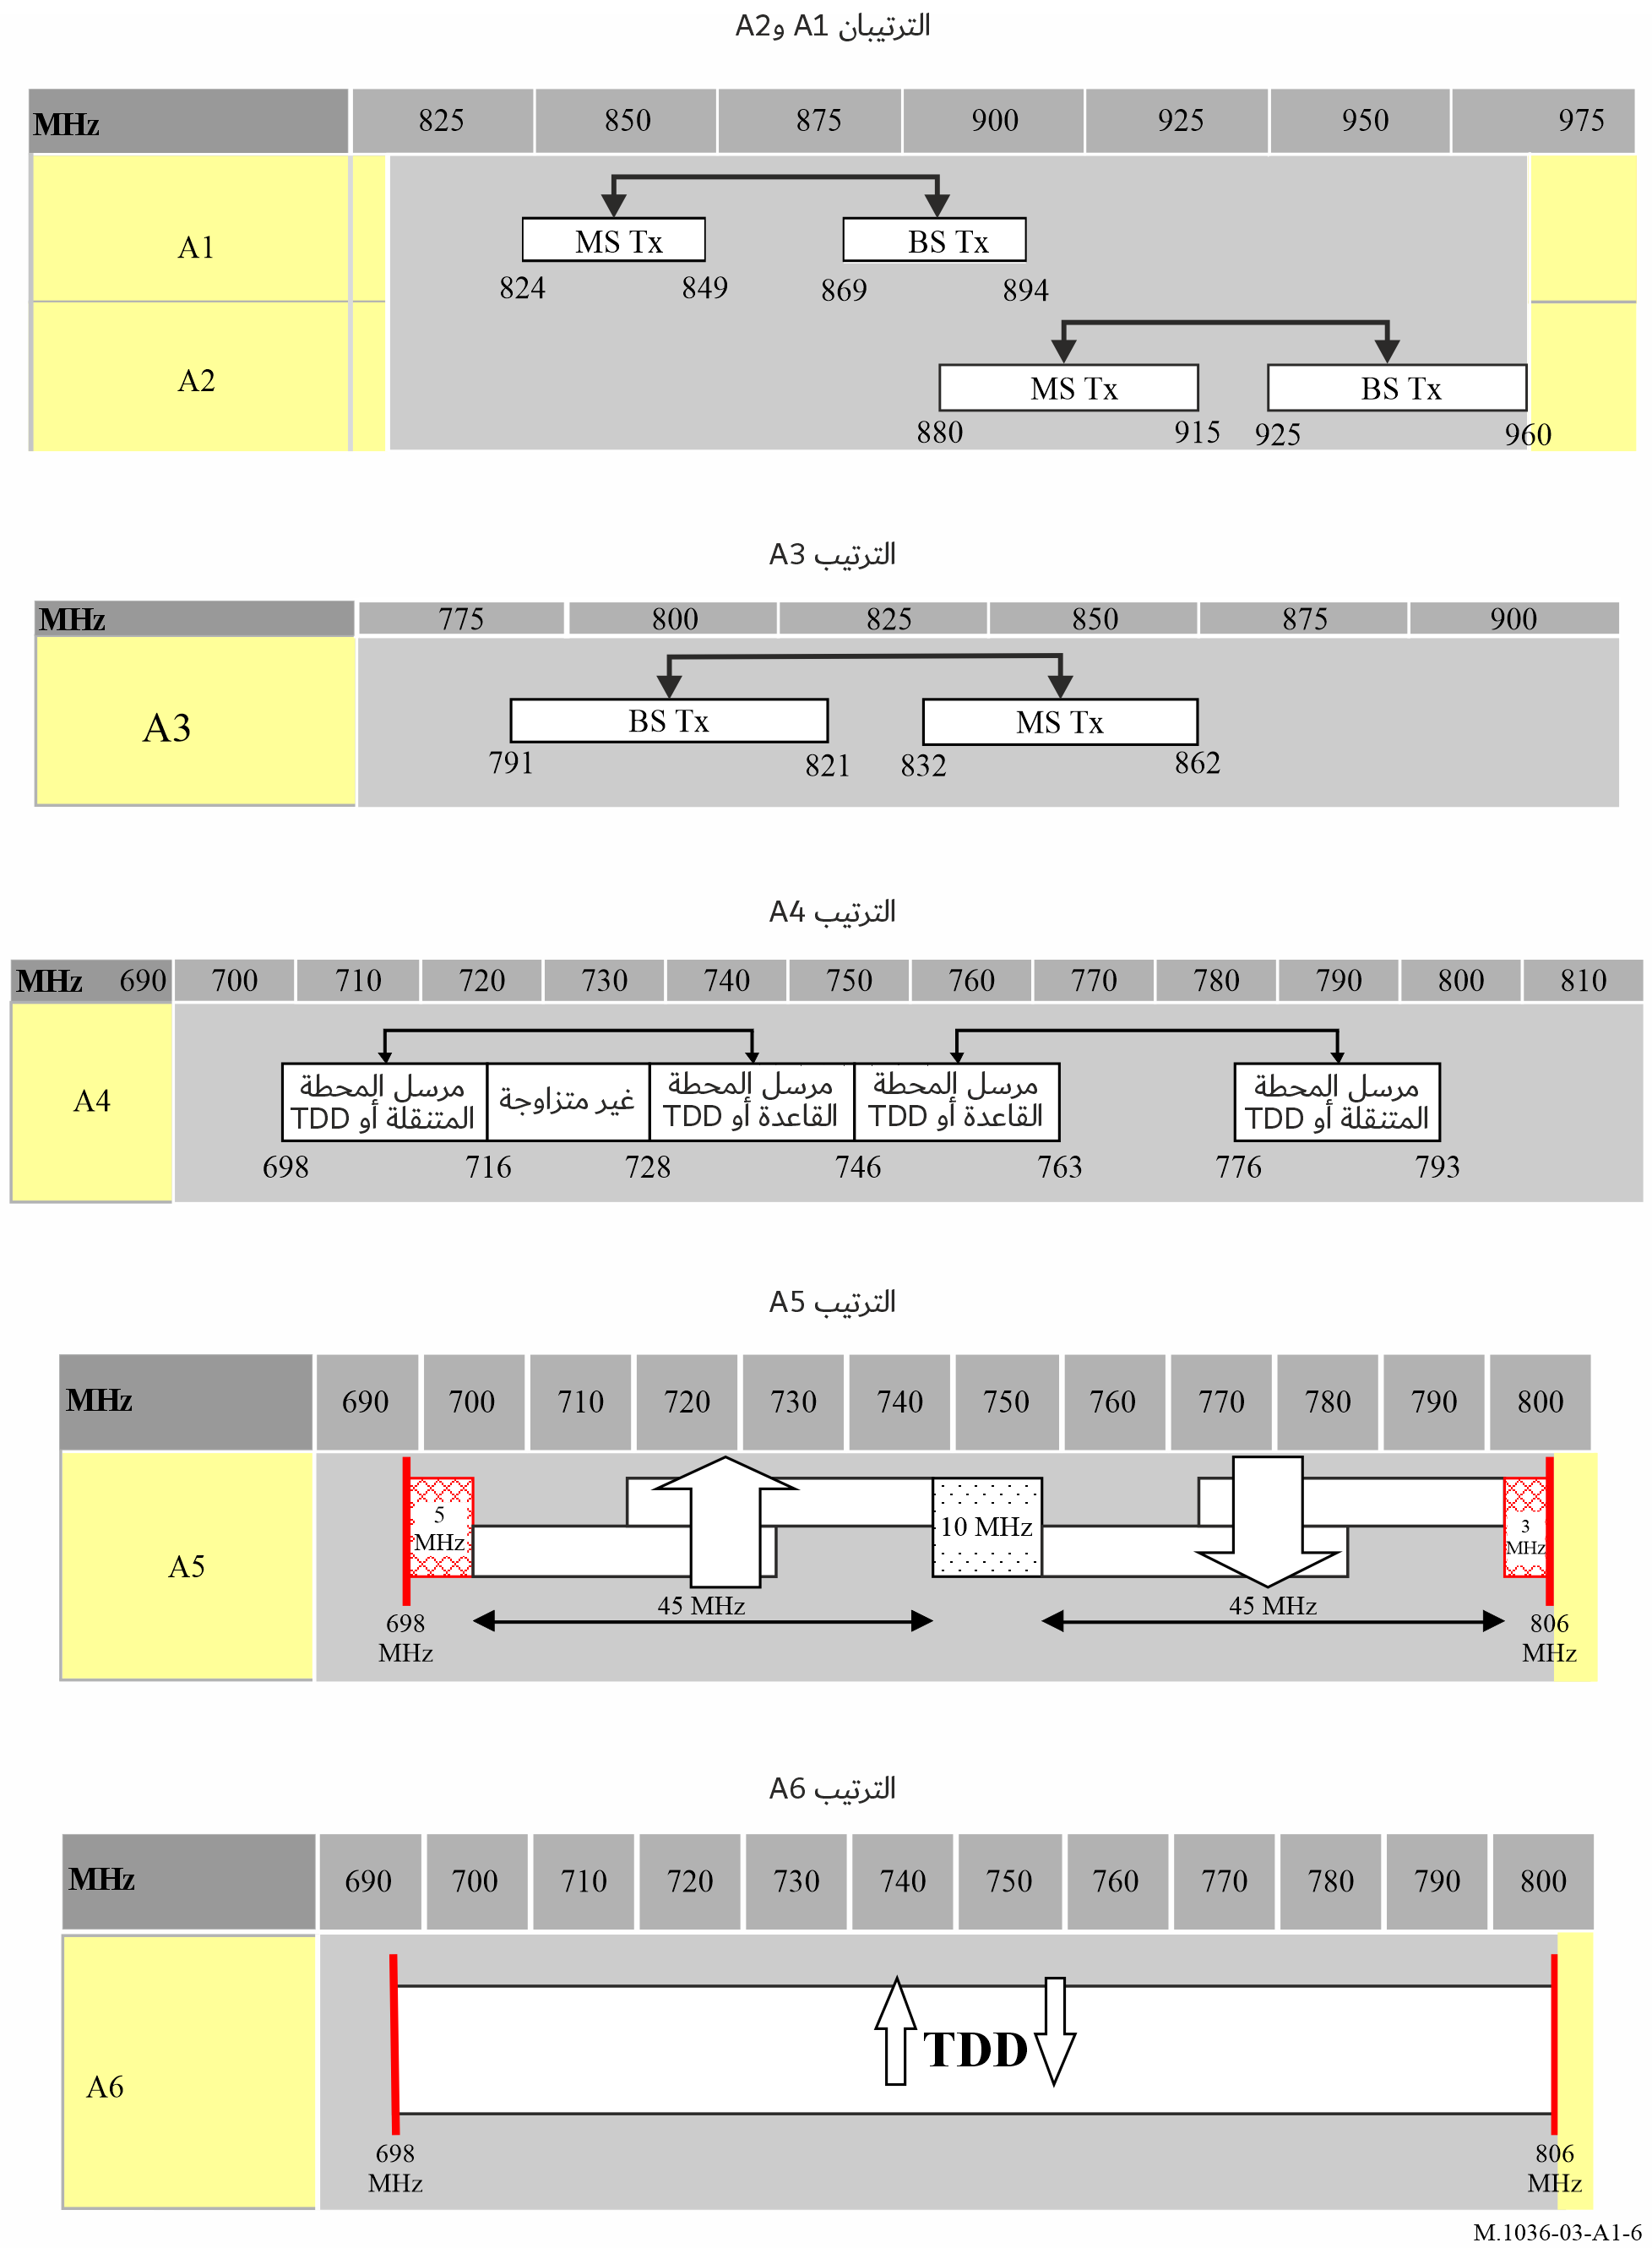 الترتيبان A1 وA2
MHz 825 850 875 900 925 950 975
A1
MS Tx BS Tx
824 849 869 894
A2
MS Tx BS Tx
880 915 925 960
الترتيب A3
MHz 775 800 825 850 875 900
A3
BS Tx MS Tx
791 821 832 862
الترتيب A4
MHz 690 700 710 720 730 740 750 760 770 780 790 800 810
A4
مرسل المحطة
المتنقلة أو TDD
غير متزاوجة
مرسل المحطة
القاعدة أو TDD
مرسل المحطة
القاعدة أو TDD
مرسل المحطة
المتنقلة أو TDD
698 716 728 746 763 776 793
الترتيب A5
MHz 690 700 710 720 730 740 750 760 770 780 790 800
A5
5
MHz
10 MHz
3
MHz
45 MHz 45 MHz
698
MHz
806
MHz
الترتيب A6
MHz 690 700 710 720 730 740 750 760 770 780 790 800
A6
TDD
698
MHz
806
MHz
M.1036-03-A1-6